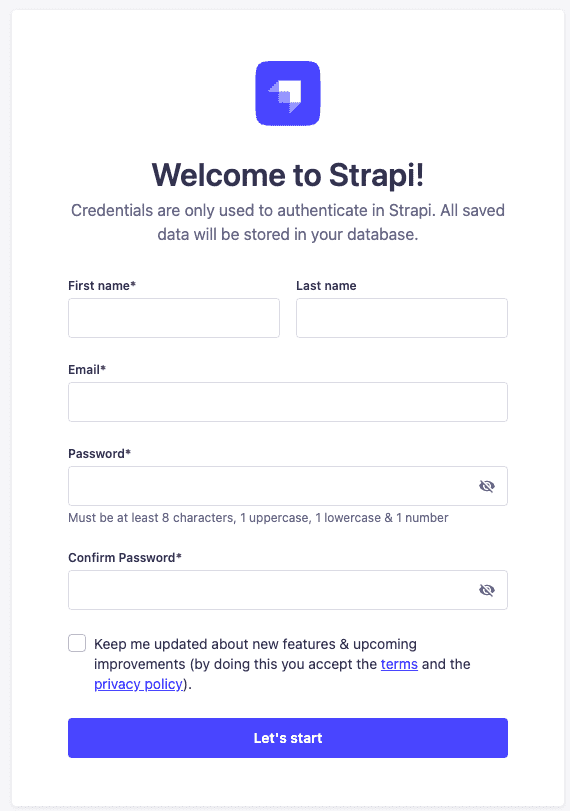 Welcome to Strapi!
Credentials are only used to authenticate in Strapi. All saved
data will be stored in your database.
First name*
Last name
Email*
Password*
Must be at least 8 characters, 1 uppercase, 1 lowercase & 1 number
Confirm Password*
Keep me updated about new features & upcoming
improvements (by doing this you accept the terms and the
privacy policy).
Let's start